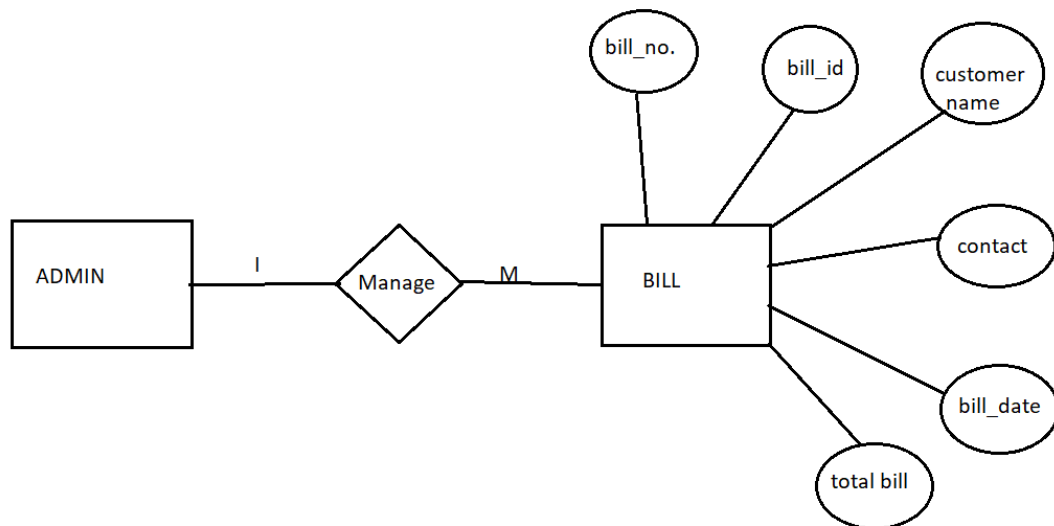 bill_no.
bill_id
customer
name
ADMIN
I
Manage
M
BILL
contact
bill_date
total bill